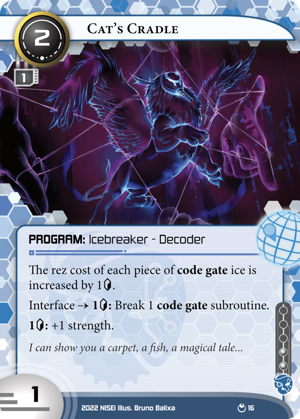 2
CAT'S CRADLE
1
PROGRAM: Icebreaker - Decoder
The rez cost of each piece of code gate ice is
increased by 1.
Interface → 1: Break 1 code gate subroutine.
1: +1 strength.
I can show you a carpet, a fish, a magical tale...
1
2022 NISEI Illus. Bruno Balixa
16